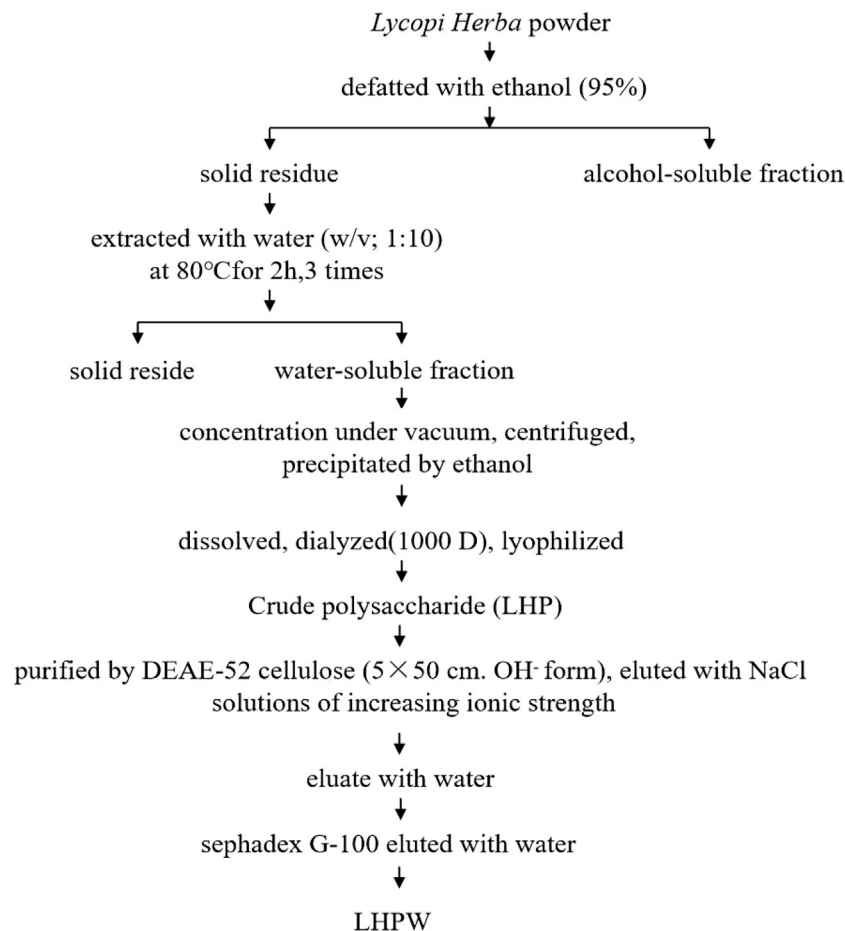 Lycopi Herba powder
defatted with ethanol (95%)
solid residue
alcohol-soluble fraction
extracted with water (w/v; 1:10)
at 80℃for 2h,3 times
solid reside
water-soluble fraction
concentration under vacuum, centrifuged,
precipitated by ethanol
dissolved, dialyzed(1000 D), lyophilized
Crude polysaccharide (LHP)
purified by DEAE-52 cellulose (5×50 cm. OH- form), eluted with NaCl
solutions of increasing ionic strength
eluate with water
sephadex G-100 eluted with water
LHPW